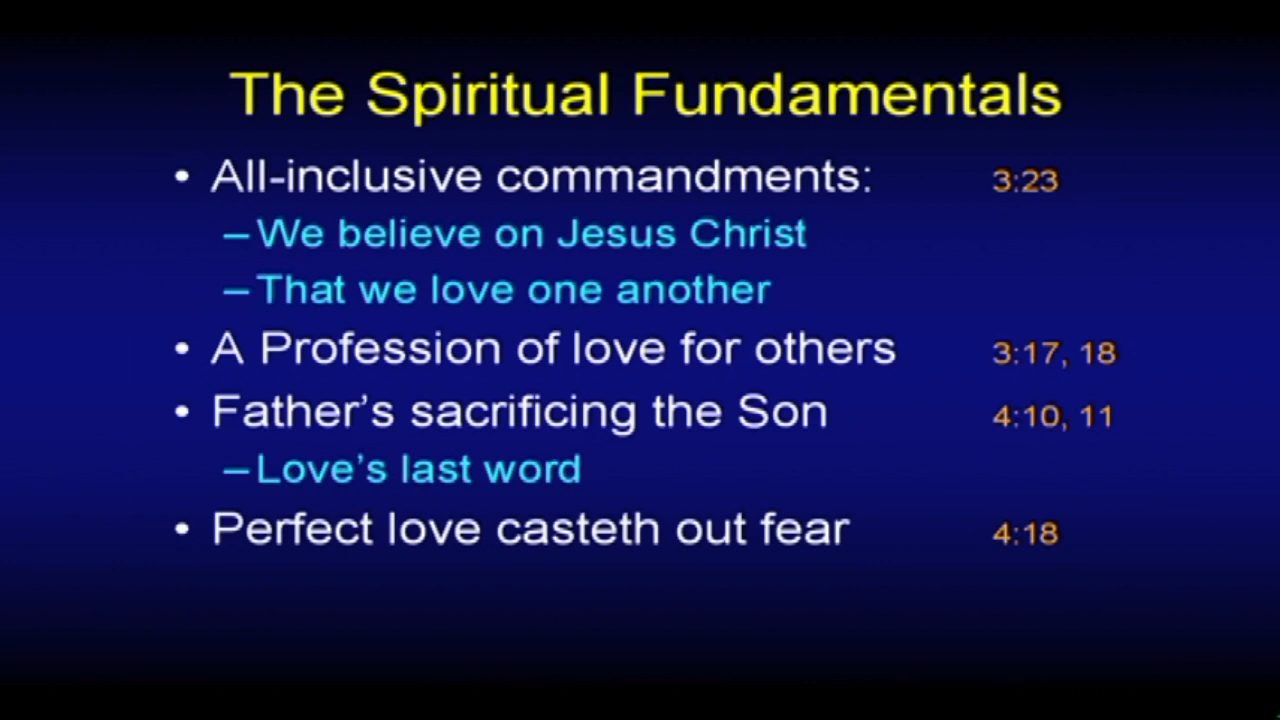 The Spiritual Fundamentals
• All-inclusive commandments: 3:23
– We believe on Jesus Christ
– That we love one another
• A Profession of love for others 3:17, 18
• Father’s sacrificing the Son 4:10, 11
– Love’s last word
• Perfect love casteth out fear 4:18